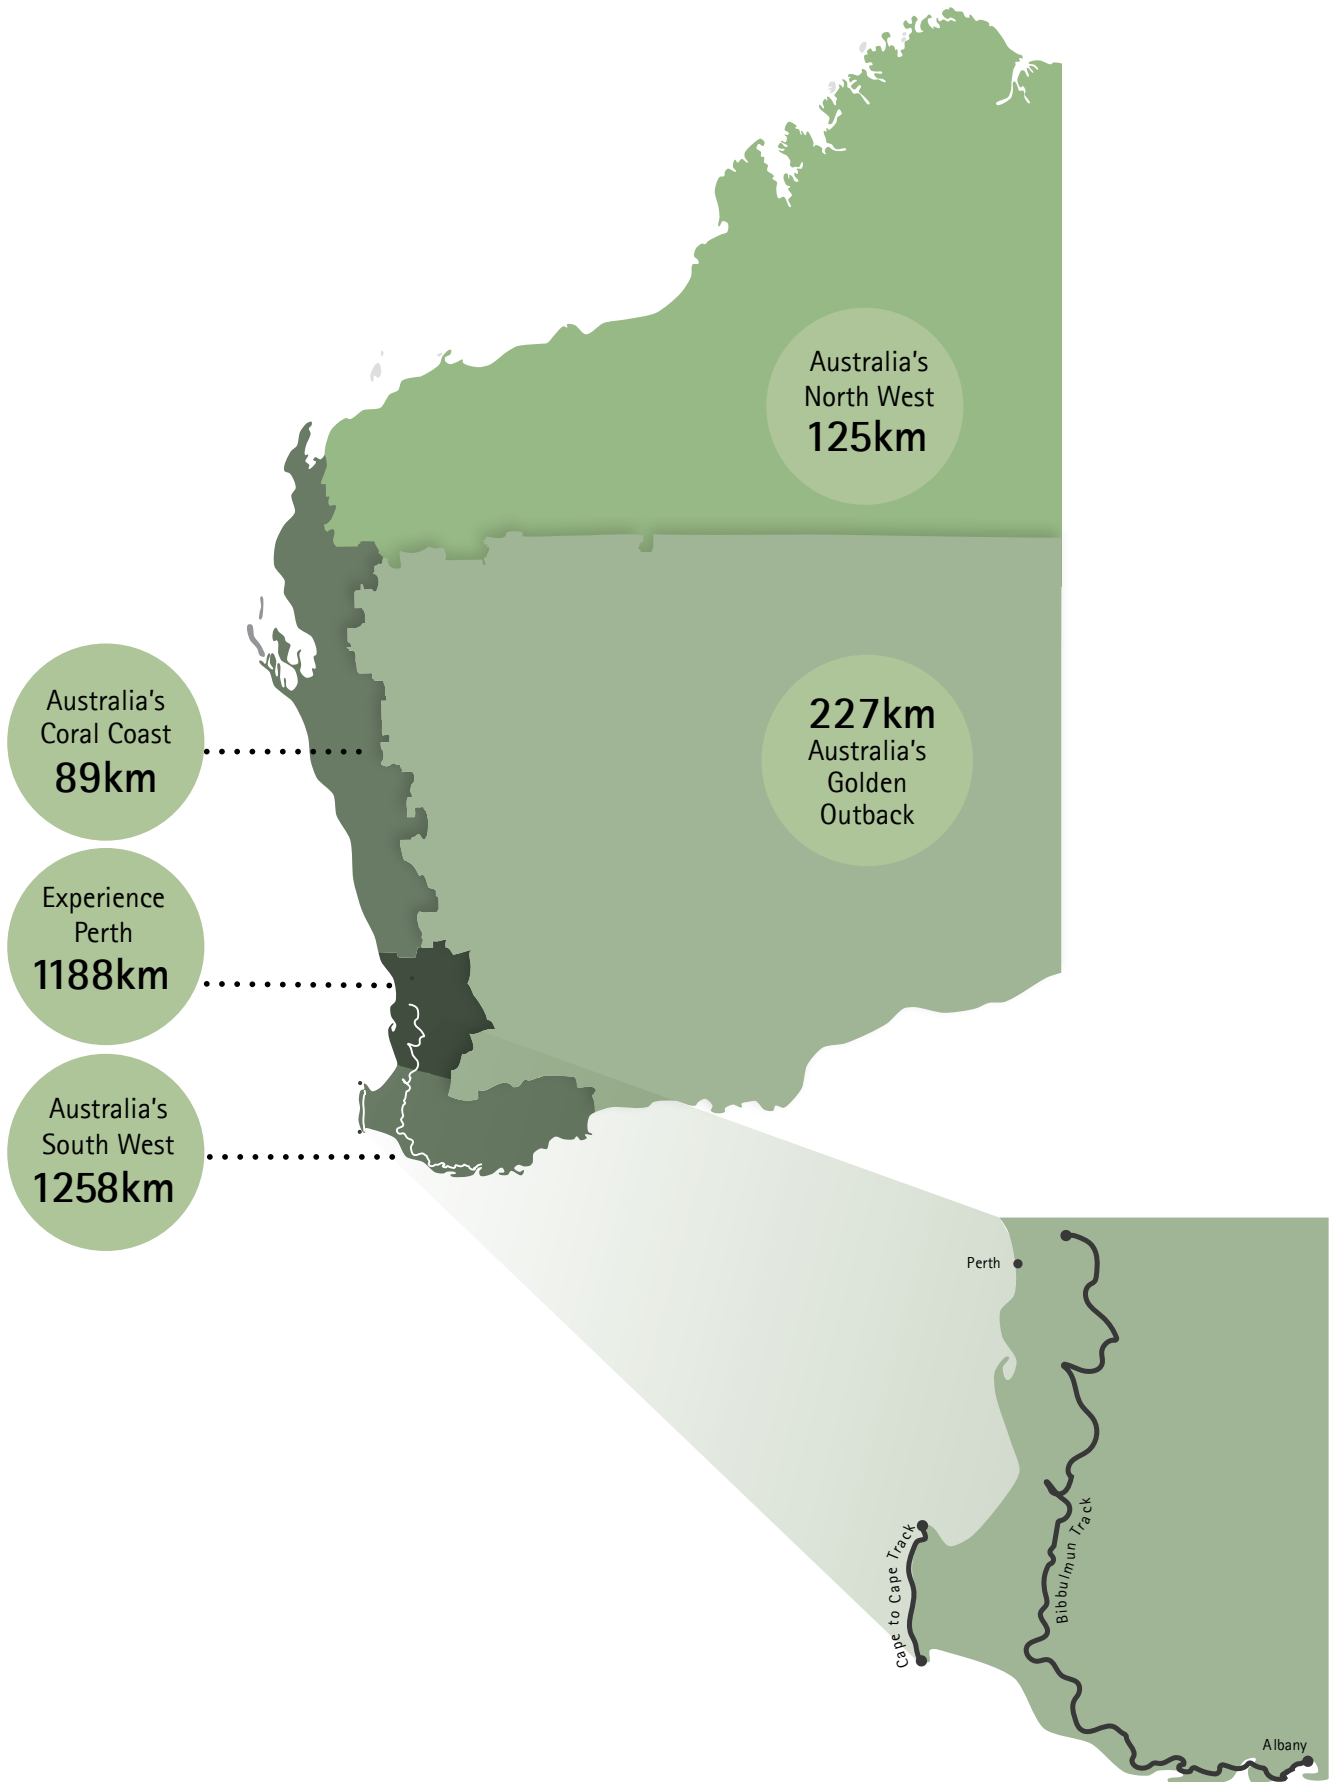 Australia's
North West
125km
227km
Australia's
Golden
Outback
Australia's
Coral Coast
89km
Experience
Perth
1188km
Australia's
South West
1258km
Perth
Cape to Cape Track
Bibbulmun Track
Albany